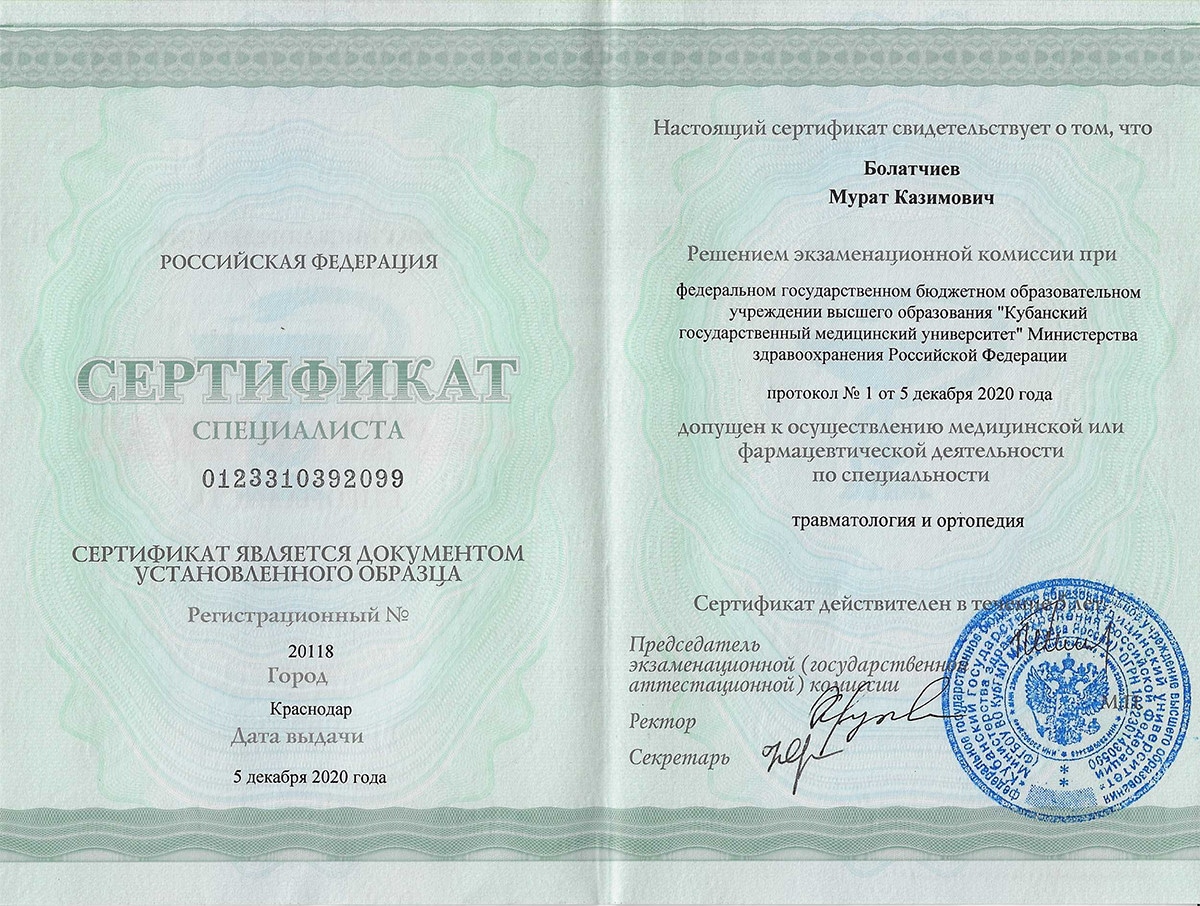 РОССИЙСКАЯ ФЕДЕРАЦИЯ
СЕРТИФИКАТ
СПЕЦИАЛИСТА
0123310392099
СЕРТИФИКАТ ЯВЛЯЕТСЯ ДОКУМЕНТОМ
УСТАНОВЛЕННОГО ОБРАЗЦА
Регистрационный №
20118
Город
Краснодар
Дата выдачи
5 декабря 2020 года
Настоящий сертификат свидетельствует о том, что
Болатчиев
Мурат Казимович
Решением экзаменационной комиссии при
федеральном государственном бюджетном образовательном
учреждении высшего образования "Кубанский
государственный медицинский университет" Министерства
здравоохранения Российской Федерации
протокол № 1 от 5 декабря 2020 года
допущен к осуществлению медицинской или
фармацевтической деятельности
по специальности
травматология и ортопедия
Сертификат действителен в течение лет
Председатель
экзаменационной (государственной
аттестационной) комиссии
Ректор
Секретарь
М.П.